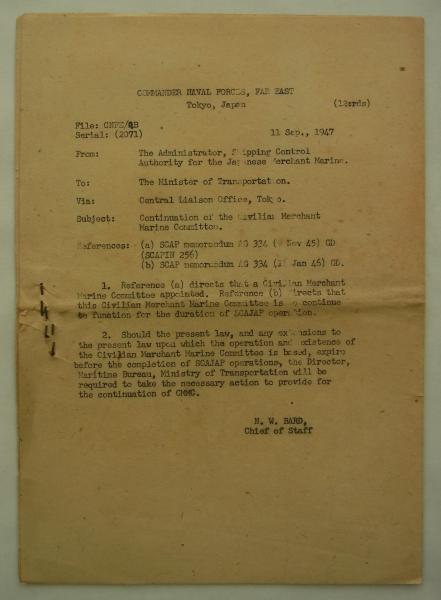 COMMANDER NAVAL FORCES, FAR EAST
Tokyo, Japan (12:rds)
File: CNFE/4B
Serial: (2071) 11 Sep., 1947
From: The Administrator, Shipping Control
Authority for the Japanese Merchant Marine.
To: The Minister of Transportation.
Via: Central Liaison Office, Tokyo.
Subject: Continuation of the Civilian Merchant
Marine Committee.
References: (a) SCAP memorandum AG 334 ( Nov 45) GD
(SCAPIN 256)
(b) SCAP memorandum AG 334 ( Jan 46) GD.
1. Reference (a) directs that a Civilian Merchant
Marine Committee appointed. Reference (b) directs that
this Civilian Merchant Marine Committee is to continue
to function for the duration of SCAJAP operation.
2. Should the present law, and any extensions to
the present law upon which the operation and existence of
the Civilian Merchant Marine Committee is based, expire
before the completion of SCAJAP operations, the Director,
Maritime Bureau, Ministry of Transportation will be
required to take the necessary action to provide for
the continuation of CMMC.
N. W. BARD,
Chief of Staff